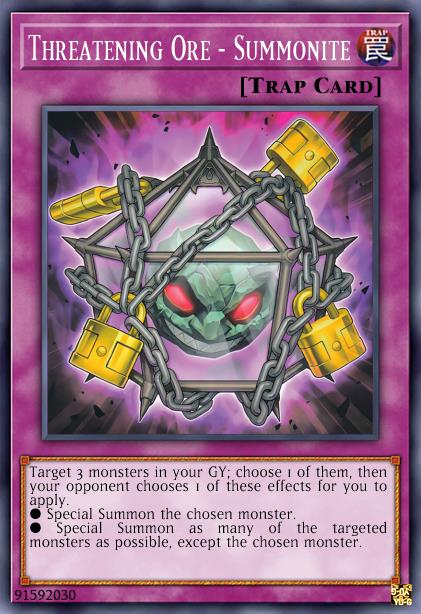 THREATENING ORE - SUMMONITE
TRAP
罠
[TRAP CARD]
Target 3 monsters in your GY; choose 1 of them, then
your opponent chooses 1 of these effects for you to
apply.
● Special Summon the chosen monster.
● Special Summon as many of the targeted
monsters as possible, except the chosen monster.
91592030